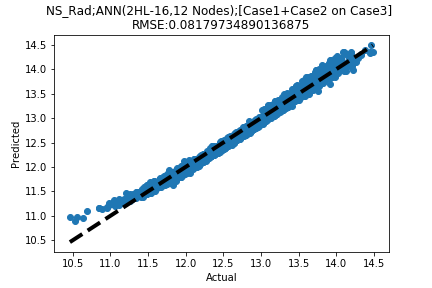 NS_Rad;ANN(2HL-16,12 Nodes);[Case1+Case2 on Case3]
RMSE:0.08179734890136875
14.5
14.0
13.5
13.0
12.5
12.0
11.5
11.0
10.5
Predicted
10.5 11.0 11.5 12.0 12.5 13.0 13.5 14.0 14.5
Actual